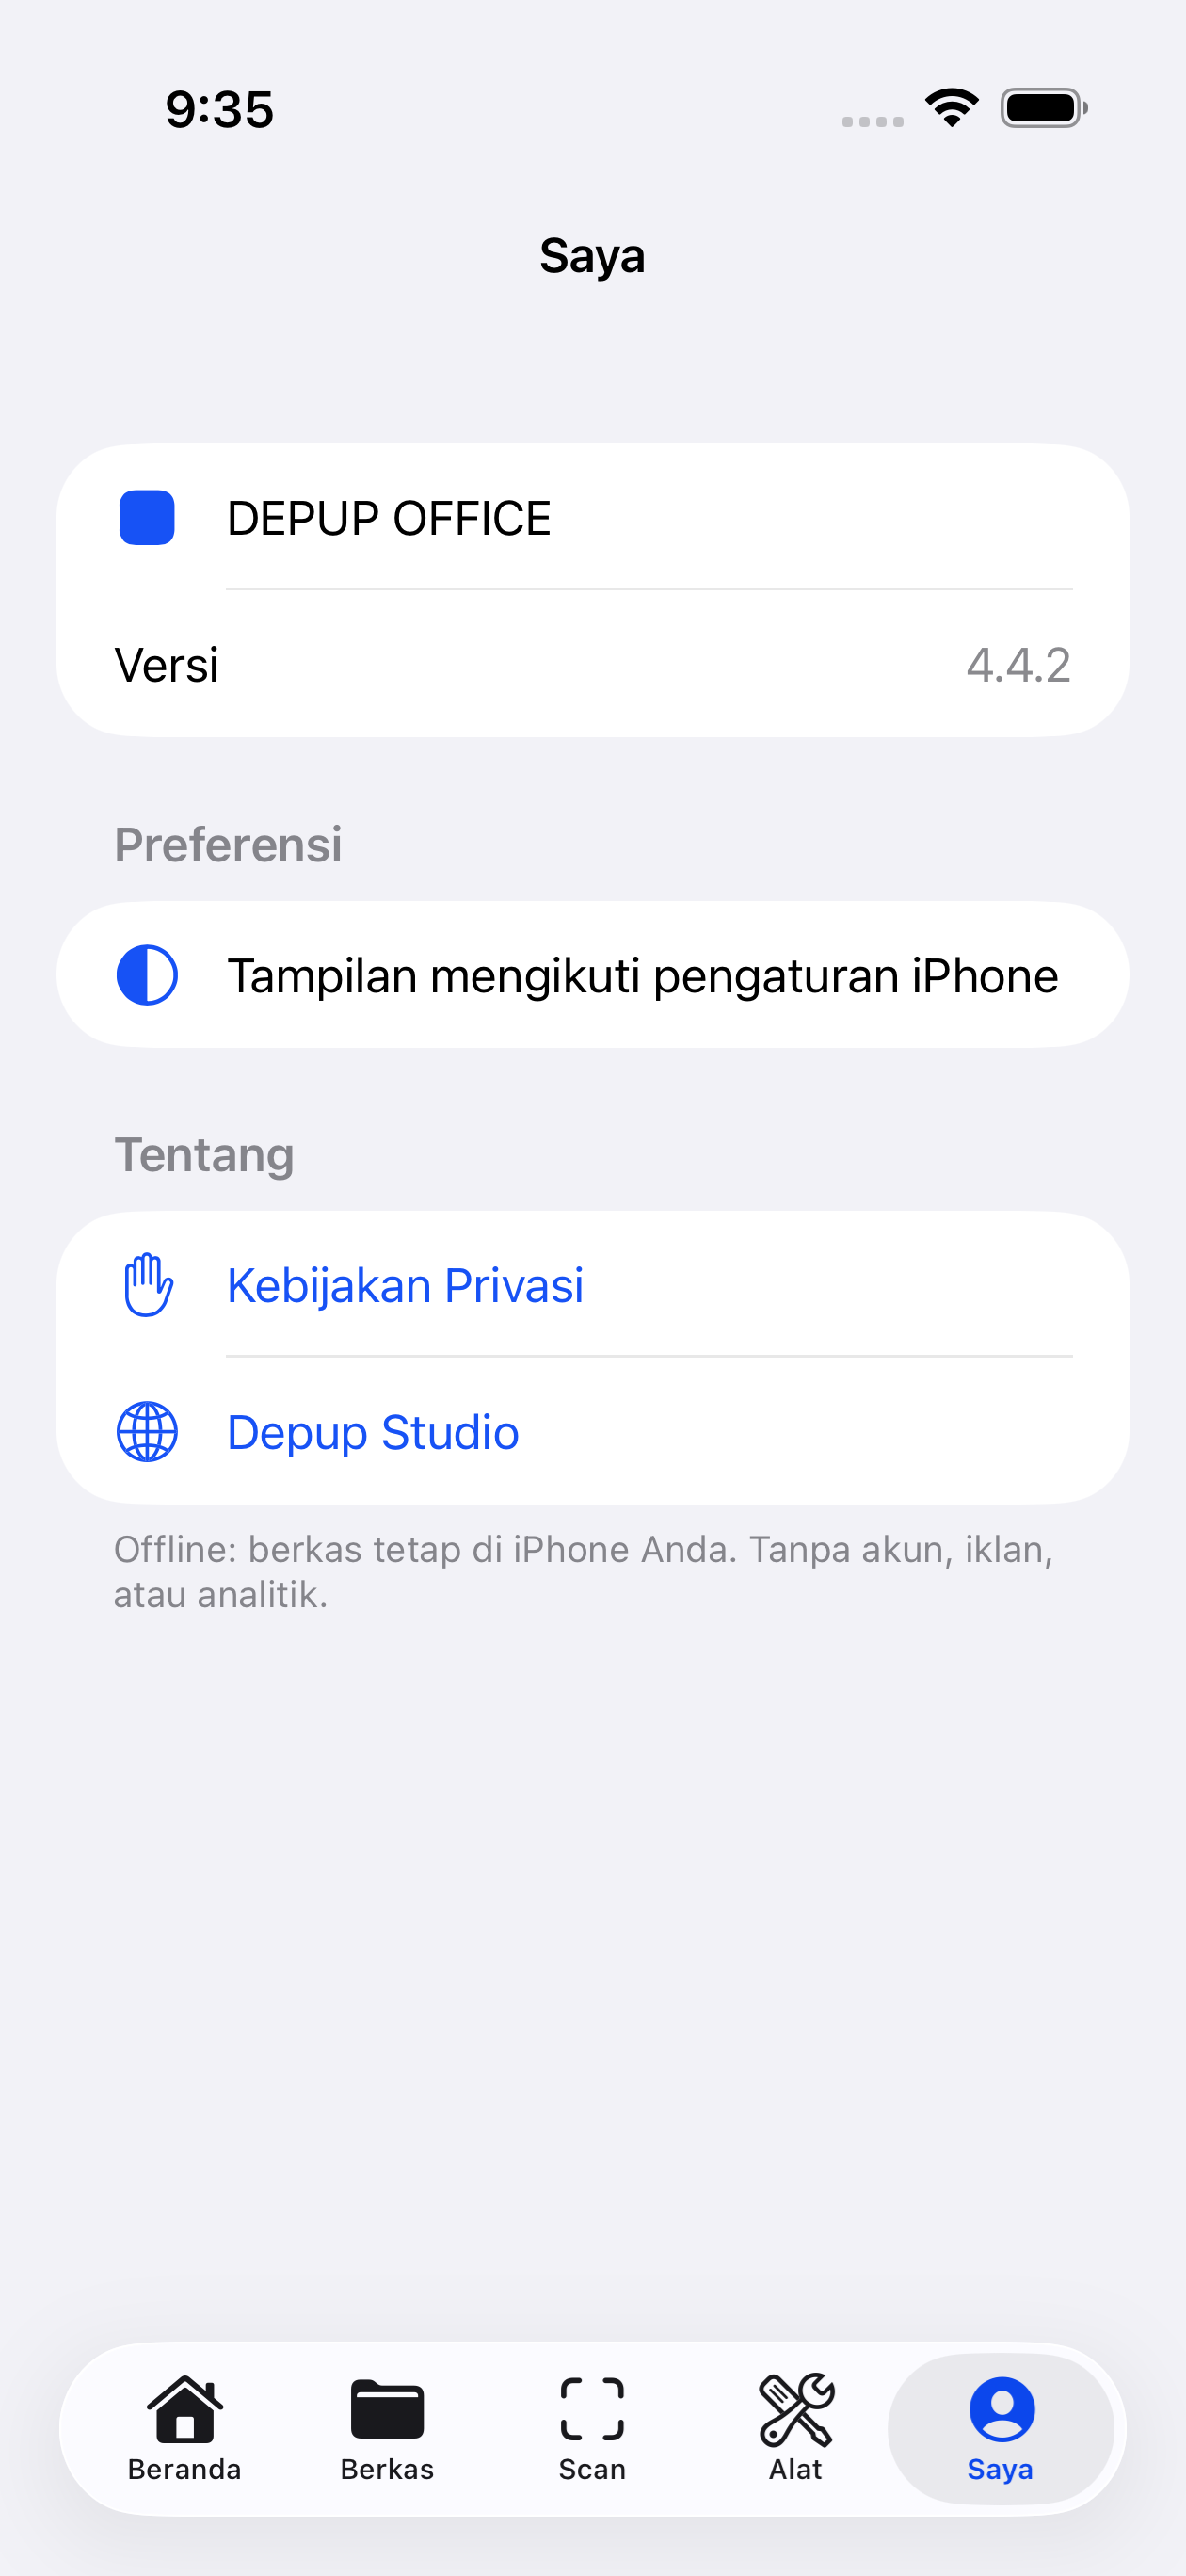 9:35
Saya
DEPUP OFFICE
Versi 4.4.2
Preferensi
Tampilan mengikuti pengaturan iPhone
Tentang
Kebijakan Privasi
Depup Studio
Offline: berkas tetap di iPhone Anda. Tanpa akun, iklan,
atau analitik.
Beranda Berkas Scan Alat Saya